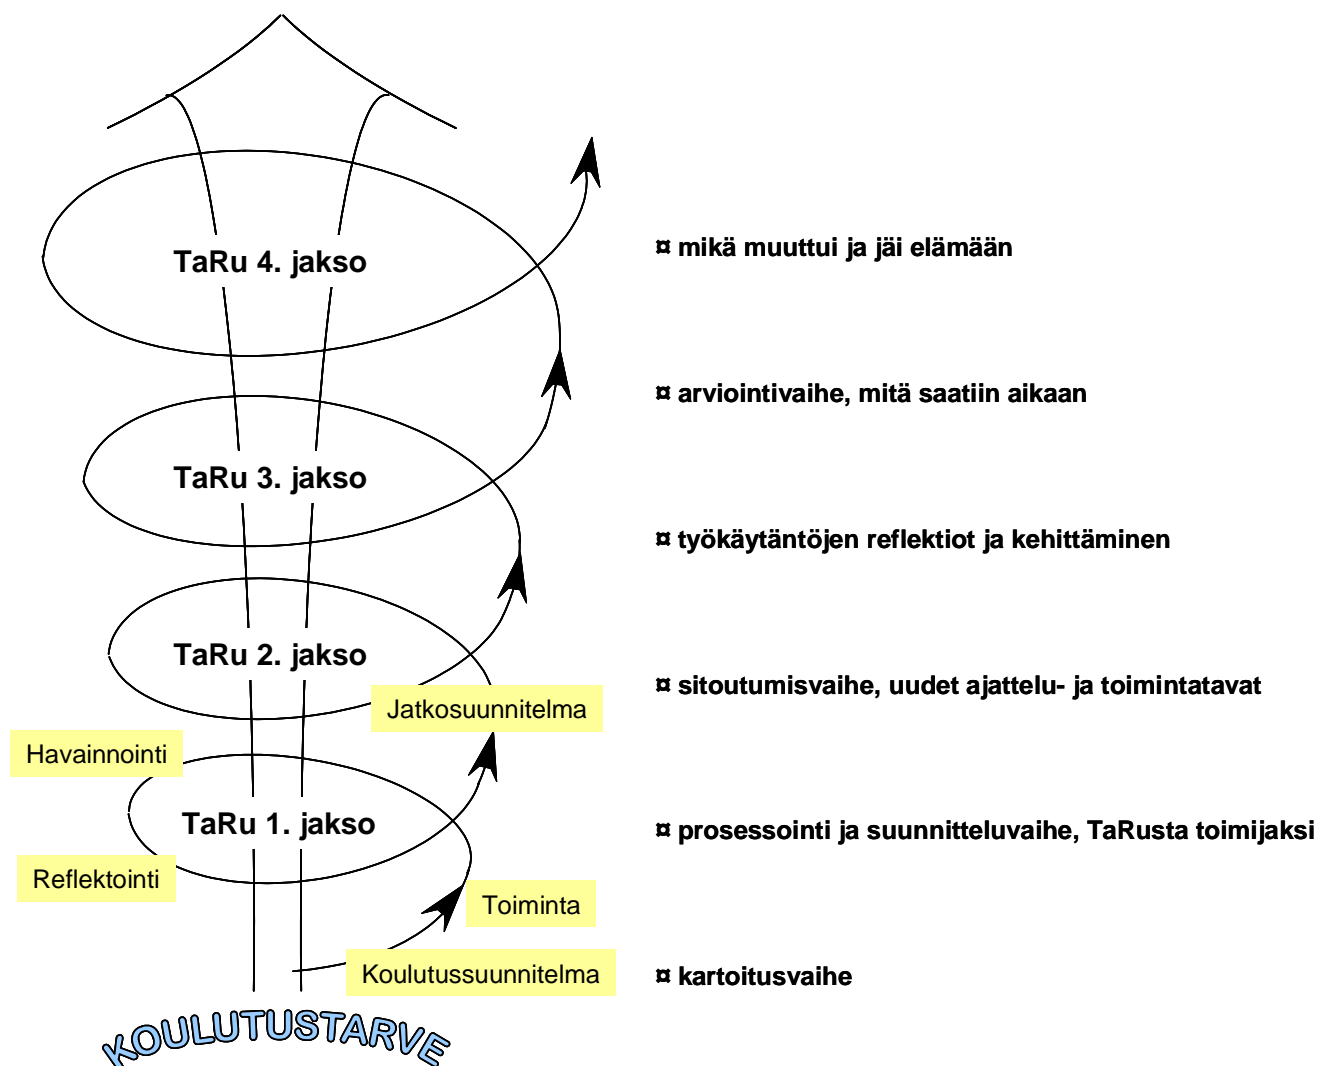 TaRu 4. jakso
¤ mikä muuttui ja jäi elämään
¤ arviointivaihe, mitä saatiin aikaan
TaRu 3. jakso
¤ työkäytäntöjen reflektiot ja kehittäminen
TaRu 2. jakso
¤ sitoutumisvaihe, uudet ajattelu- ja toimintatavat
Jatkosuunnitelma
Havainnointi
TaRu 1. jakso
¤ prosessointi ja suunnitteluvaihe, TaRusta toimijaksi
Reflektointi
Toiminta
Koulutussuunnitelma
¤ kartoitusvaihe
KOULUTUSTARVE